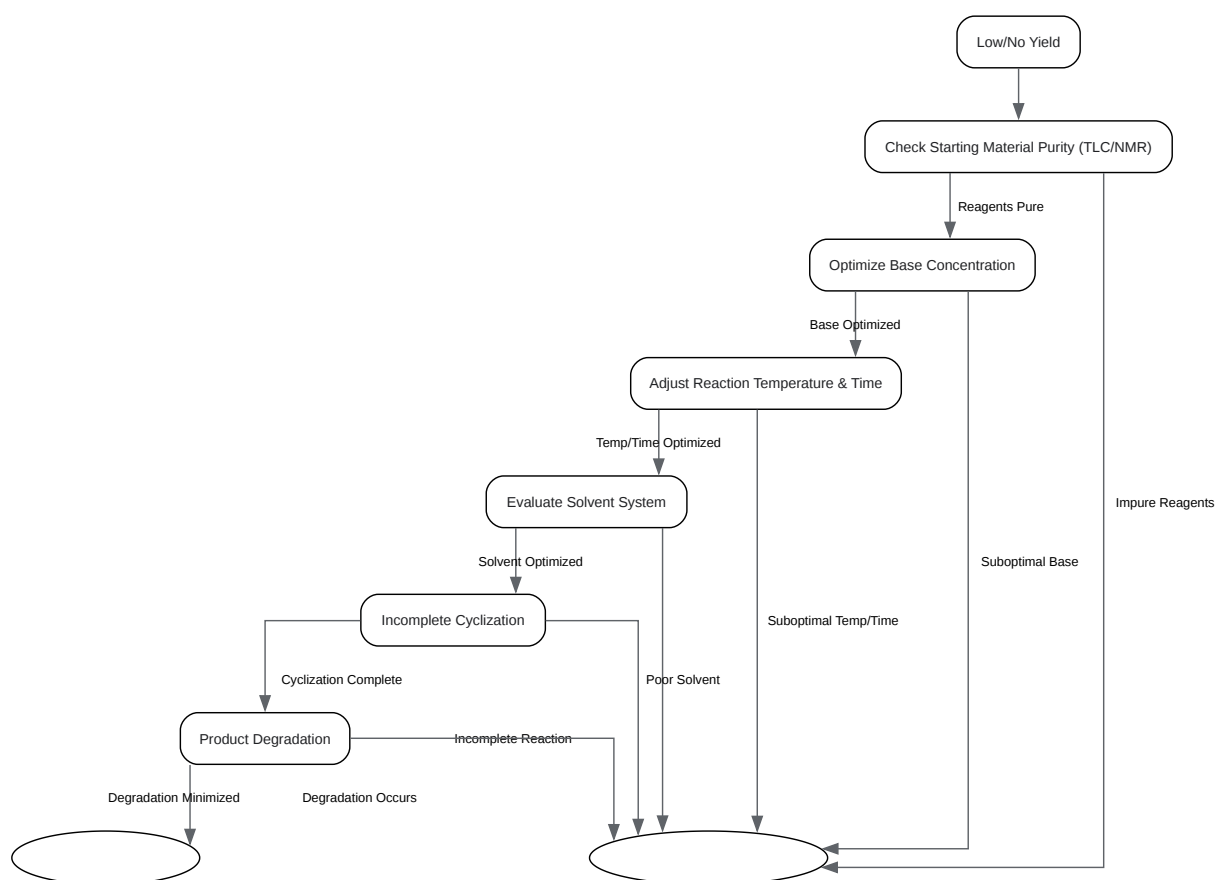 Low/No Yield
Check Starting Material Purity (TLC/NMR)
Reagents Pure
Optimize Base Concentration
Base Optimized
Adjust Reaction Temperature & Time
Temp/Time Optimized
Evaluate Solvent System
Impure Reagents
Solvent Optimized
Suboptimal Base
Incomplete Cyclization
Suboptimal Temp/Time
Cyclization Complete
Poor Solvent
Product Degradation
Incomplete Reaction
Degradation Minimized
Degradation Occurs